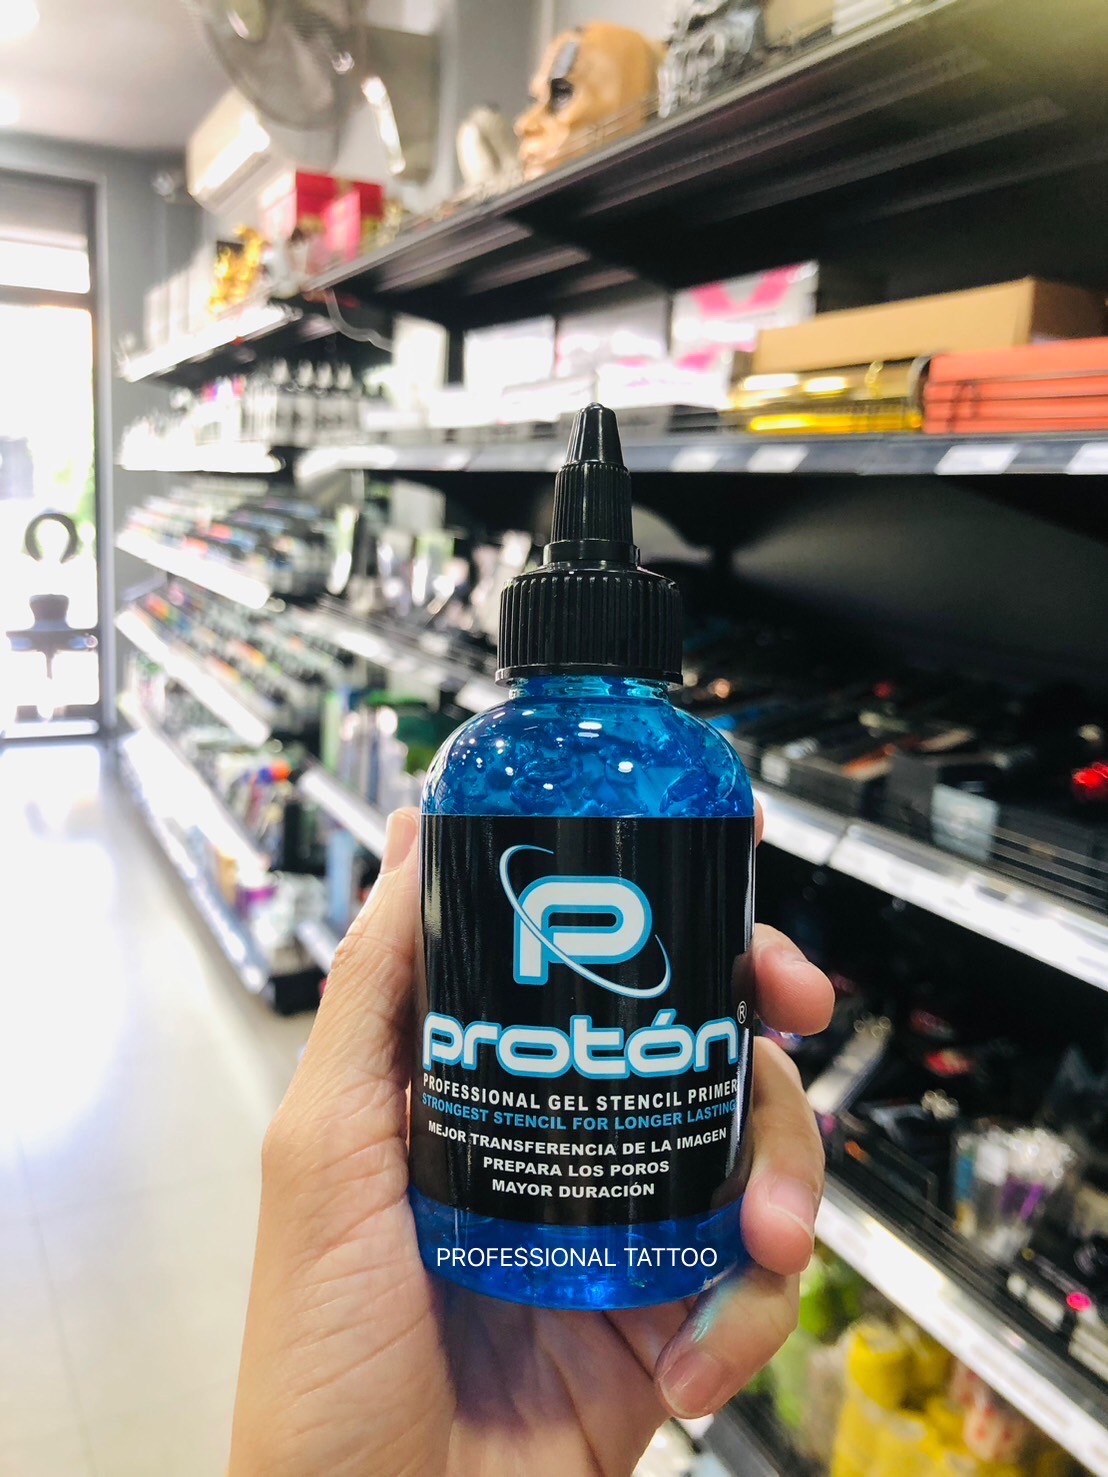 P
protón®
PROFESSIONAL GEL STENCIL PRIMER
STRONGEST STENCIL FOR LONGER LASTING
MEJOR TRANSFERENCIA DE LA IMAGEN
PREPARA LOS POROS
MAYOR DURACIÓN
PROFESSIONAL TATTOO